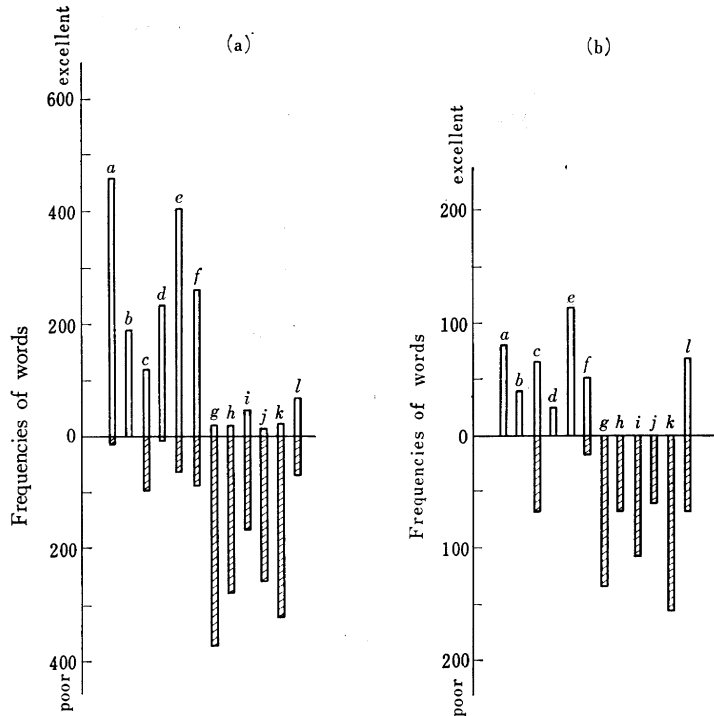 (a)
excellent
600
400
200
0
200
400
poor
Frequencies of words
a
b
c
d
e
f
g
h
i
j
k
l
(b)
excellent
200
100
0
100
200
poor
Frequencies of words
a
b
c
d
e
f
g
h
i
j
k
l